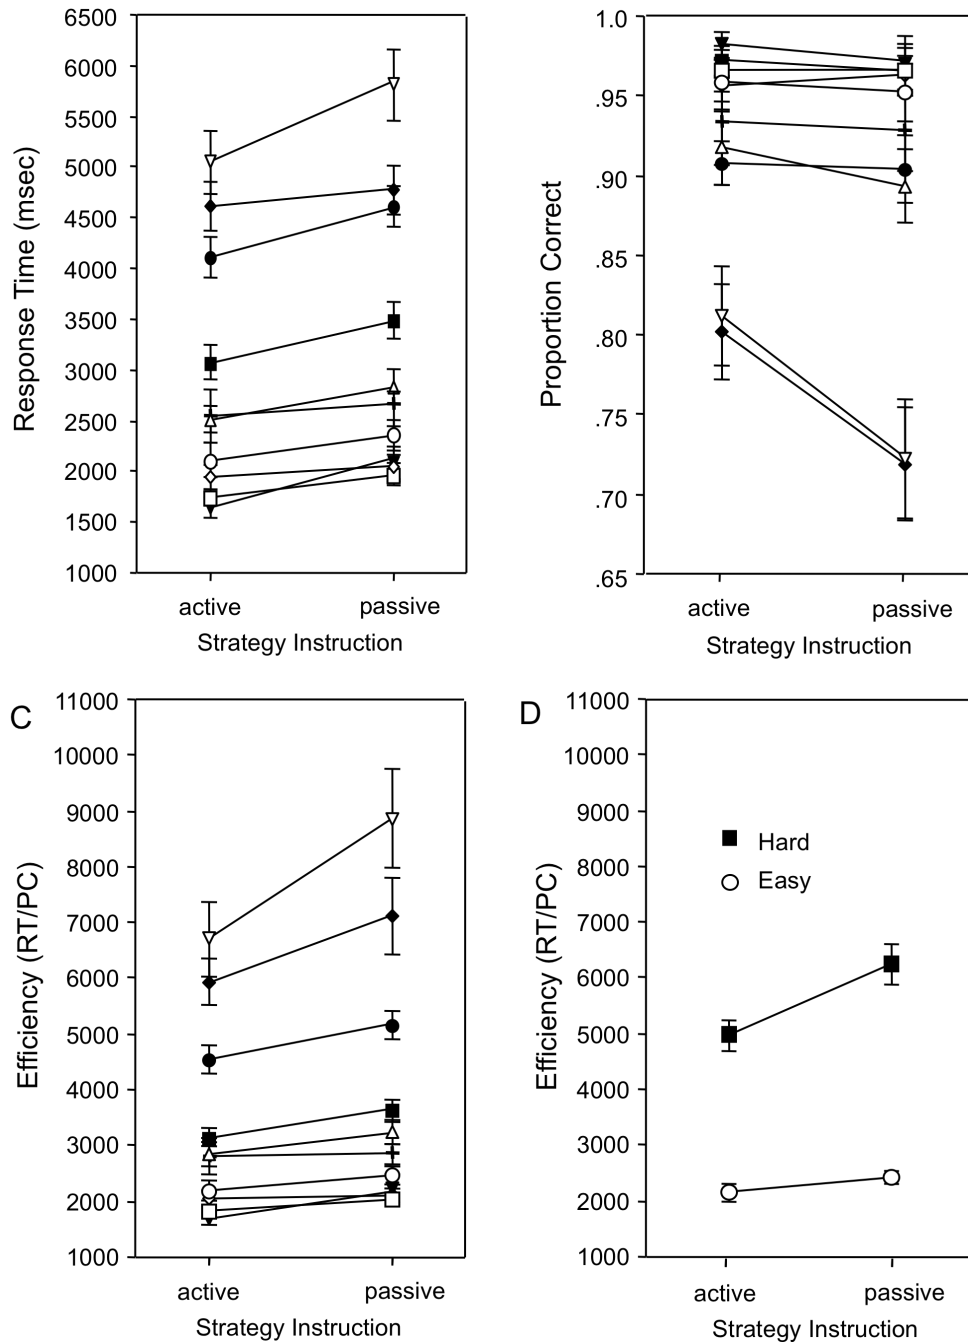 6500
6000
5500
5000
4500
4000
3500
3000
2500
2000
1500
1000
Response Time (msec)
active
passive
Strategy Instruction
1.0
.95
.90
.85
.80
.75
.70
.65
Proportion Correct
active
passive
Strategy Instruction
C
11000
10000
9000
8000
7000
6000
5000
4000
3000
2000
1000
Efficiency (RT/PC)
active
passive
Strategy Instruction
D
11000
10000
9000
8000
7000
6000
5000
4000
3000
2000
1000
Efficiency (RT/PC)
Hard
Easy
active
passive
Strategy Instruction